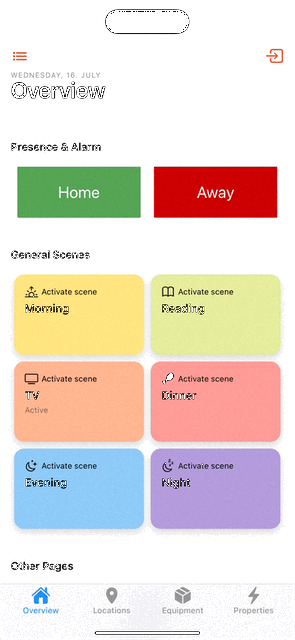 WEDNESDAY, 16. JULY
Overview
Presence & Alarm
Home
Away
General Scenes
Activate scene
Morning
Activate scene
Reading
Activate scene
TV
Active
Activate scene
Dinner
Activate scene
Evening
Activate scene
Night
Other Pages
Overview
Locations
Equipment
Properties